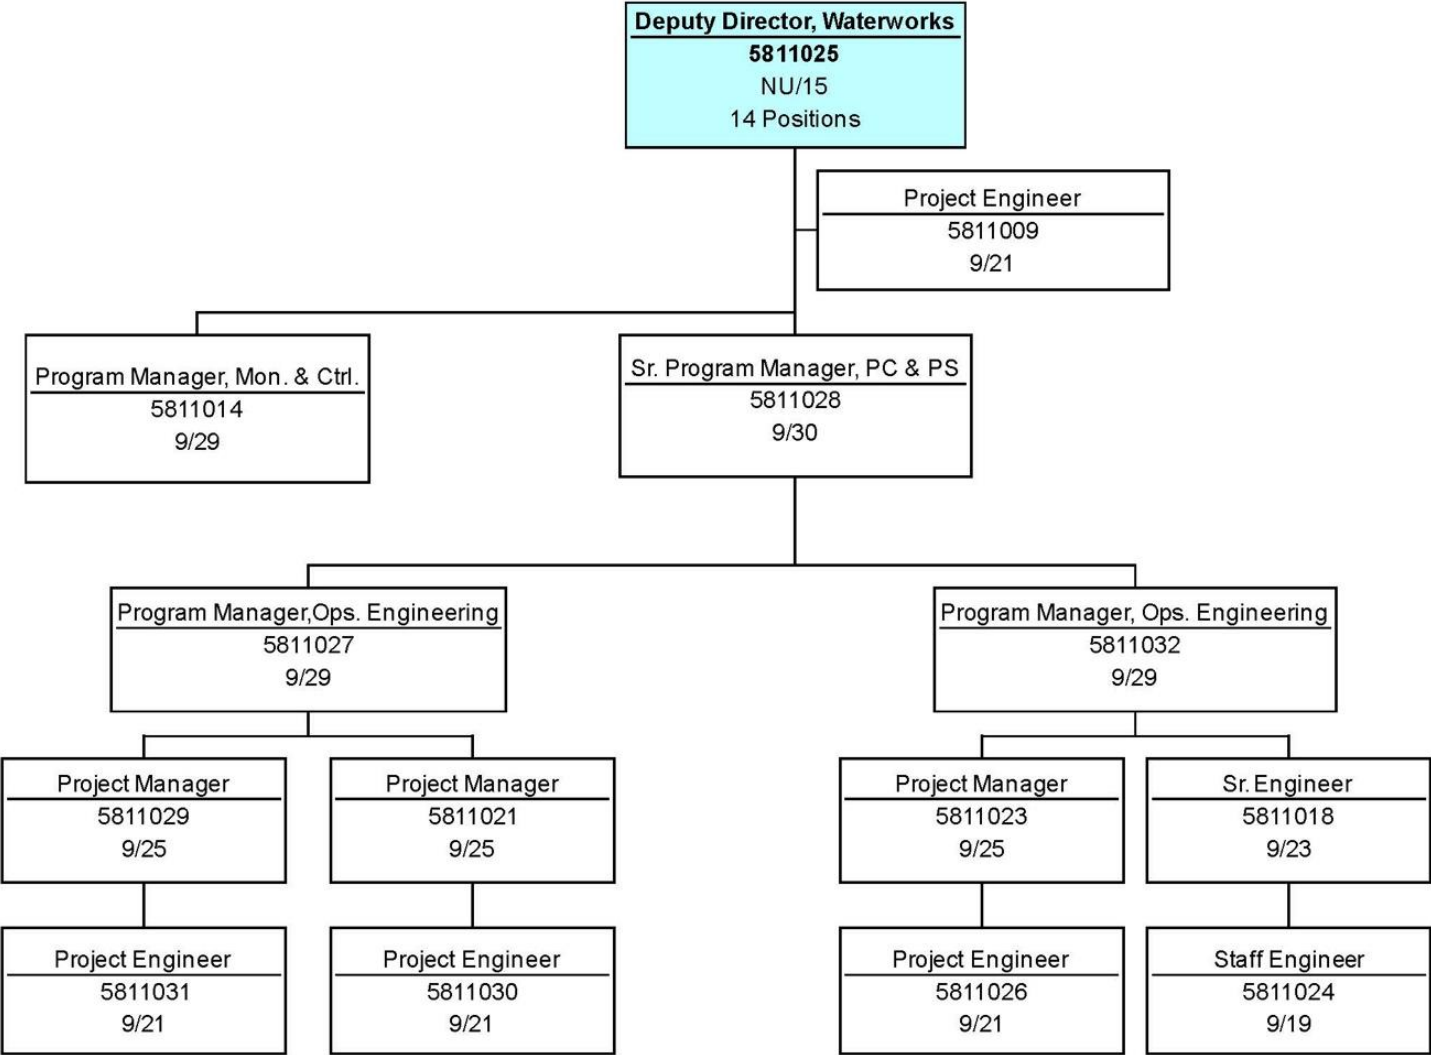 Deputy Director, Waterworks
5811025
NU/15
14 Positions
Project Engineer
5811009
9/21
Program Manager, Mon. & Ctrl.
5811014
9/29
Sr. Program Manager, PC & PS
5811028
9/30
Program Manager,Ops. Engineering
5811027
9/29
Program Manager, Ops. Engineering
5811032
9/29
Project Manager
5811029
9/25
Project Manager
5811021
9/25
Project Manager
5811023
9/25
Sr. Engineer
5811018
9/23
Project Engineer
5811031
9/21
Project Engineer
5811030
9/21
Project Engineer
5811026
9/21
Staff Engineer
5811024
9/19